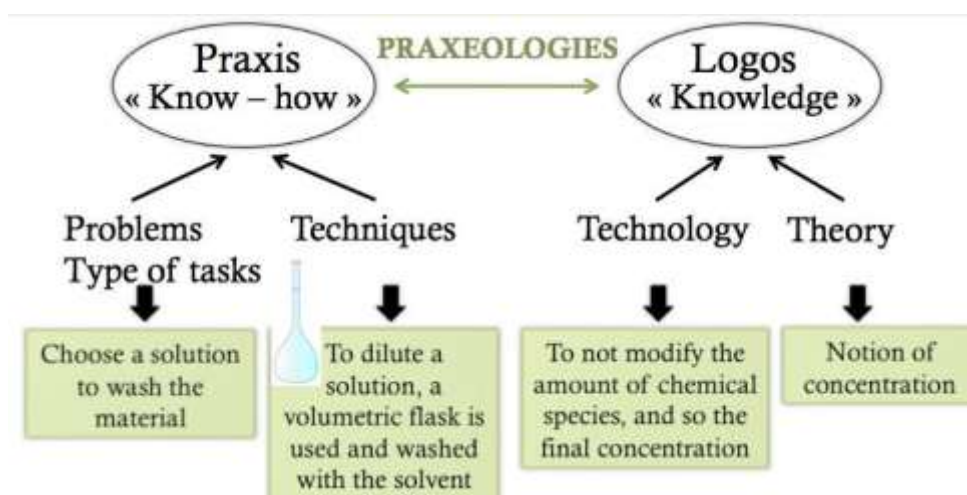 PRAXEOLOGIES
Praxis
« Know – how »
Logos
« Knowledge »
Problems
Type of tasks
Techniques
Technology
Theory
Choose a solution
to wash the
material
To dilute a
solution, a
volumetric flask is
used and washed
with the solvent
To not modify the
amount of chemical
species, and so the
final concentration
Notion of
concentration